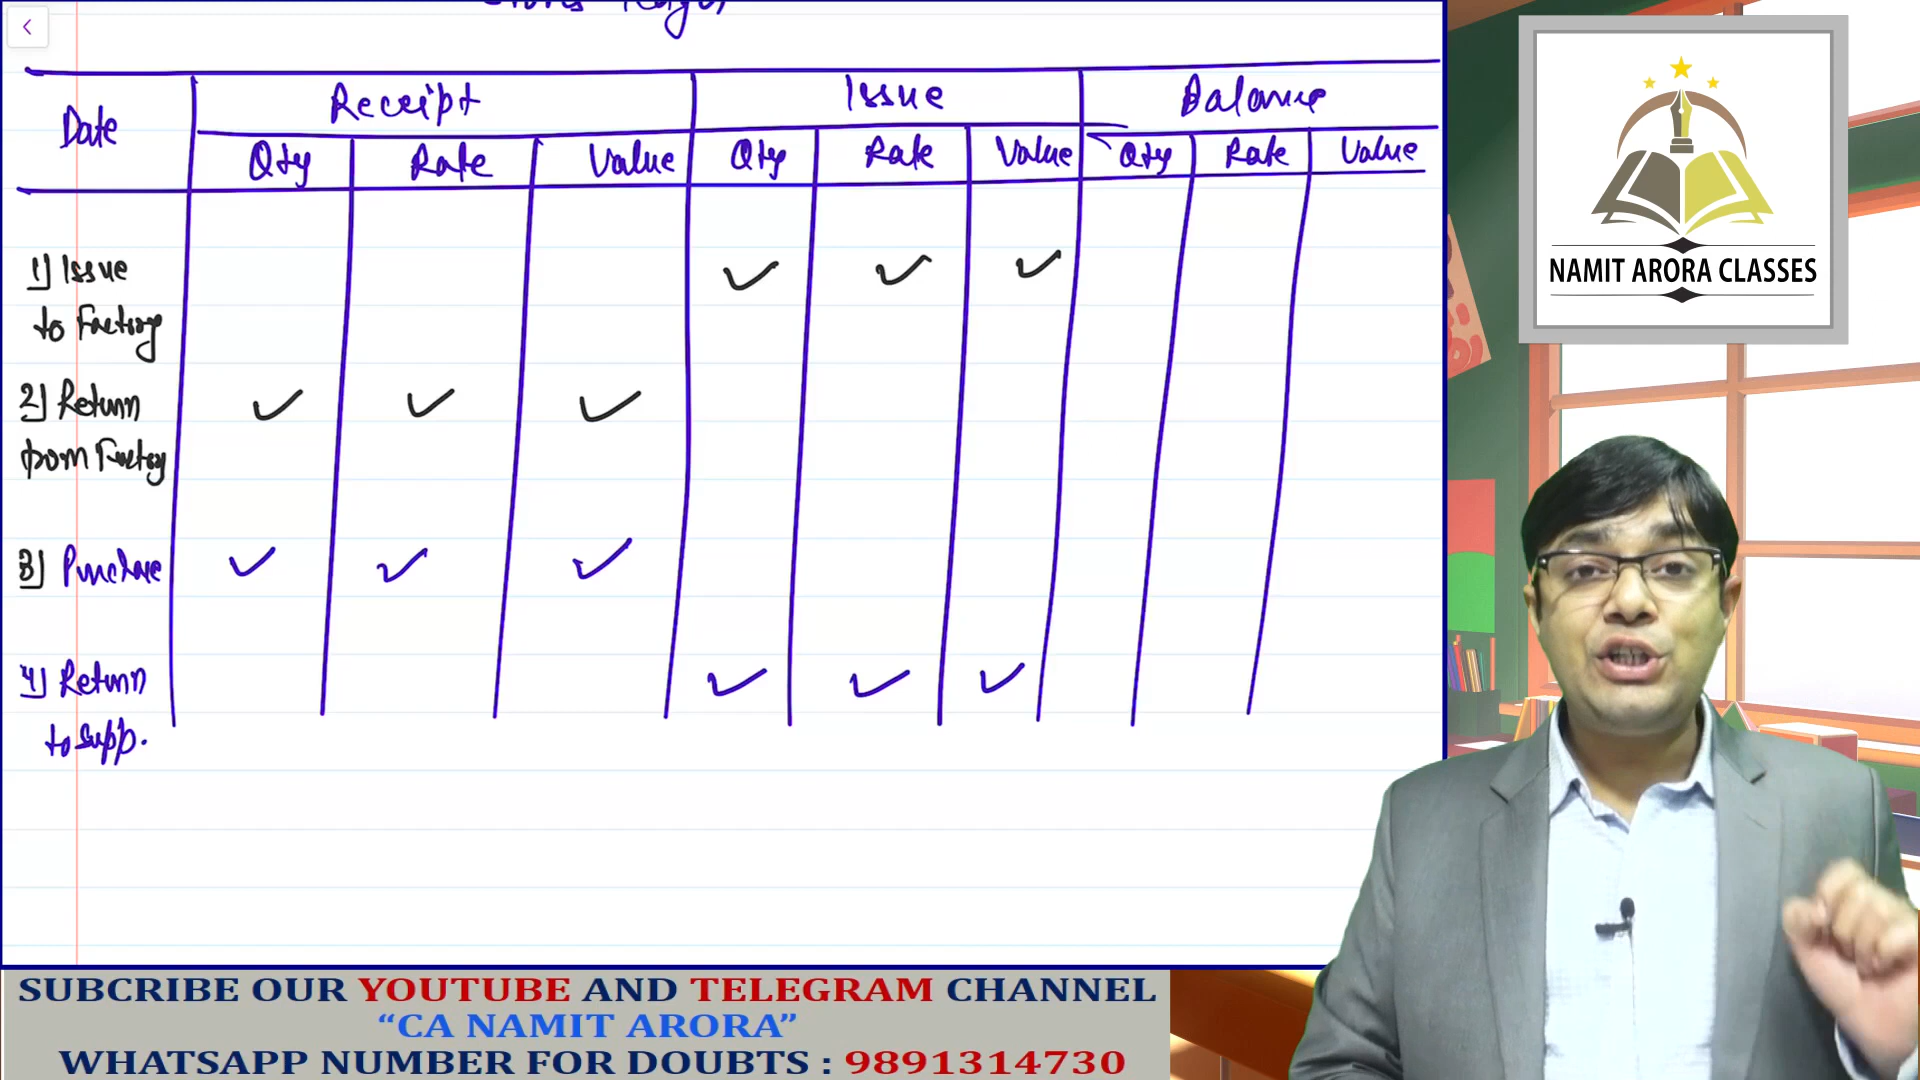 Stores Ledger
Date Receipt Issue Balance
Qty Rate Value Qty Rate Value Qty Rate Value
1) Issue
to Factory
2) Return
from Factory
3) Purchase
4) Return
to Supp.
NAMIT ARORA CLASSES
SUBCRIBE OUR YOUTUBE AND TELEGRAM CHANNEL
“CA NAMIT ARORA”
WHATSAPP NUMBER FOR DOUBTS : 9891314730